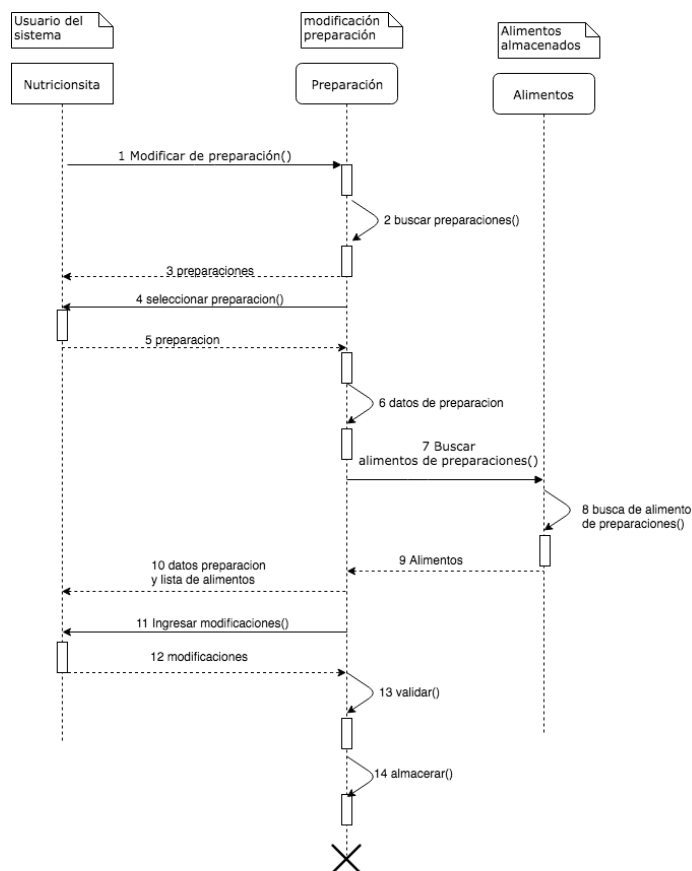 Usuario del
sistema
modificación
preparación
Alimentos
almacenados
Nutricionsita
Preparación
Alimentos
1 Modificar de preparación()
2 buscar preparaciones()
3 preparaciones
4 seleccionar preparacion()
5 preparacion
6 datos de preparacion
7 Buscar
alimentos de preparaciones()
8 busca de alimento
de preparaciones()
9 Alimentos
10 datos preparacion
y lista de alimentos
11 Ingresar modificaciones()
12 modificaciones
13 validar()
14 almacerar()